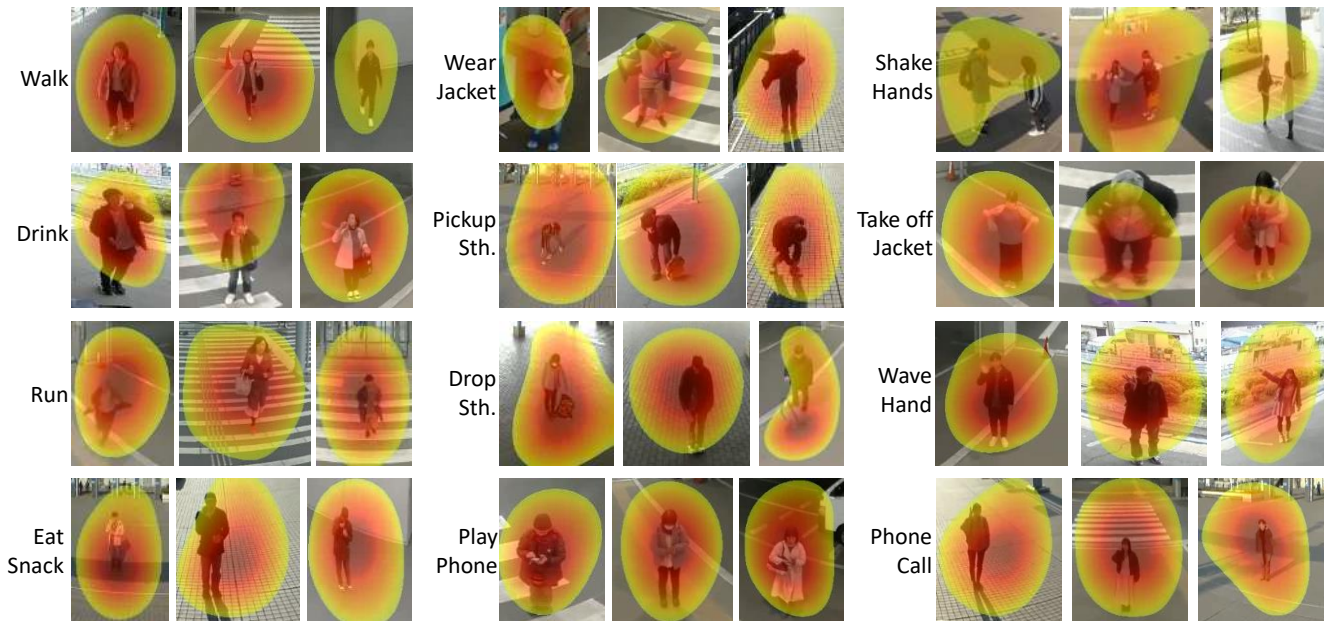 Walk
Wear
Jacket
Shake
Hands
Drink
Pickup
Sth.
Take off
Jacket
Run
Drop
Sth.
Wave
Hand
Eat
Snack
Play
Phone
Phone
Call